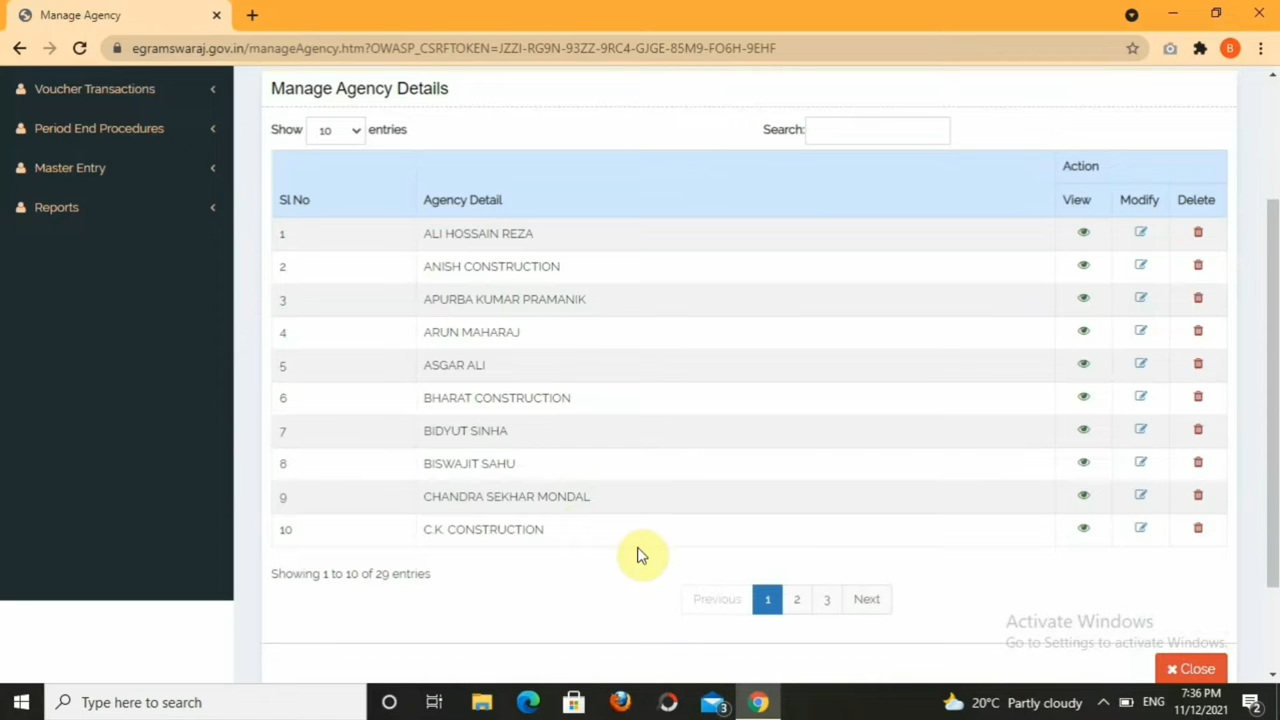 Manage Agency
egramswaraj.gov.in/manageAgency.htm?OWASP_CSRFTOKEN=JZZI-RG9N-93ZZ-9RC4-GJGE-85M9-FO6H-9EHF
B
Voucher Transactions
Period End Procedures
Master Entry
Reports
Manage Agency Details
Show 10 entries
Search:
Action
Sl No Agency Detail View Modify Delete
1 ALI HOSSAIN REZA
2 ANISH CONSTRUCTION
3 APURBA KUMAR PRAMANIK
4 ARUN MAHARAJ
5 ASGAR ALI
6 BHARAT CONSTRUCTION
7 BIDYUT SINHA
8 BISWAJIT SAHU
9 CHANDRA SEKHAR MONDAL
10 C.K. CONSTRUCTION
Showing 1 to 10 of 29 entries
Previous 1 2 3 Next
Activate Windows
Go to Settings to activate Windows.
Close
Type here to search
3
20°C Partly cloudy
ENG
7:36 PM
11/12/2021
2